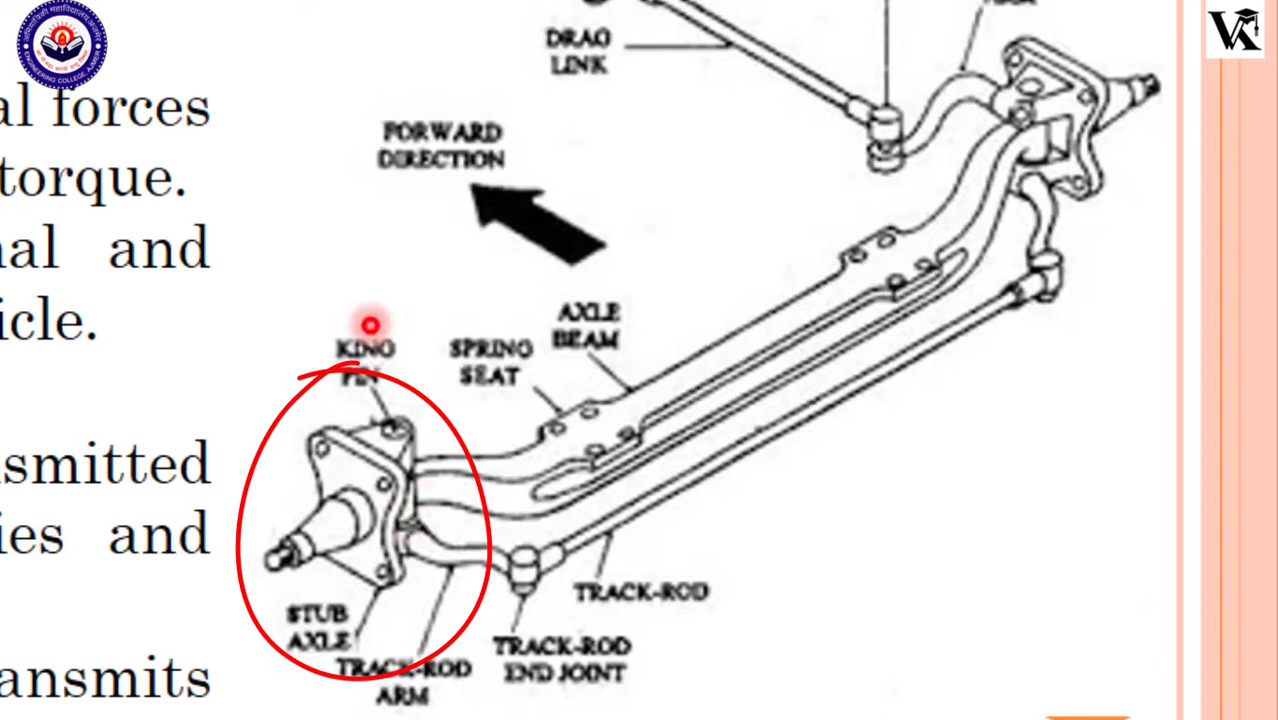 al forces
torque.
nal and
icle.
smitted
ies and
ansmits
DRAG
LINK
FORWARD
DIRECTION
KING
PIN
SPRING
SEAT
AXLE
BEAM
STUB
AXLE
TRACK-ROD
ARM
TRACK-ROD
END JOINT
TRACK-ROD
VK